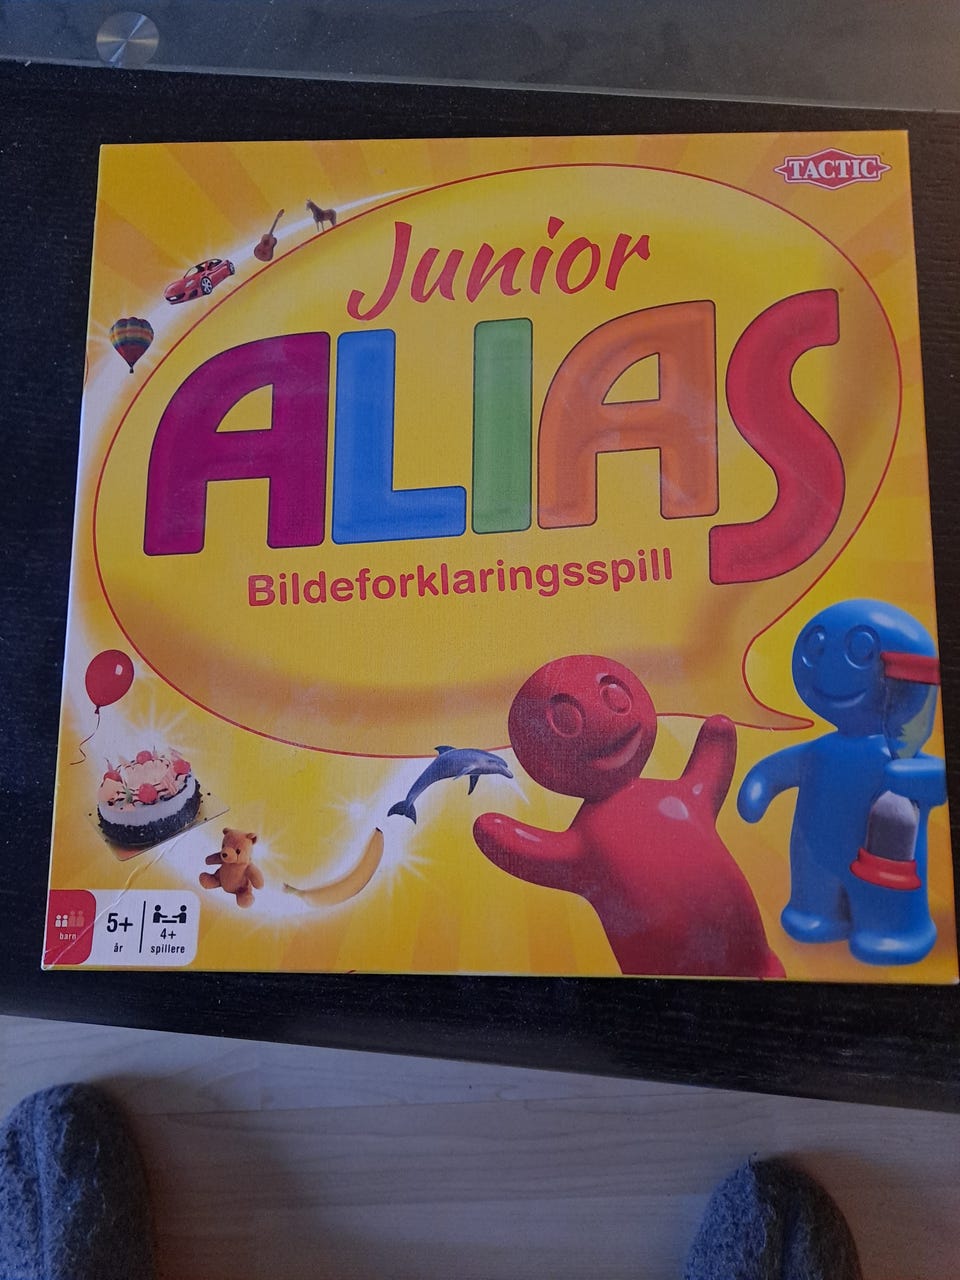 TACTIC
Junior
ALIAS
Bildeforklaringsspill
barn
5+
år
4+
spillere